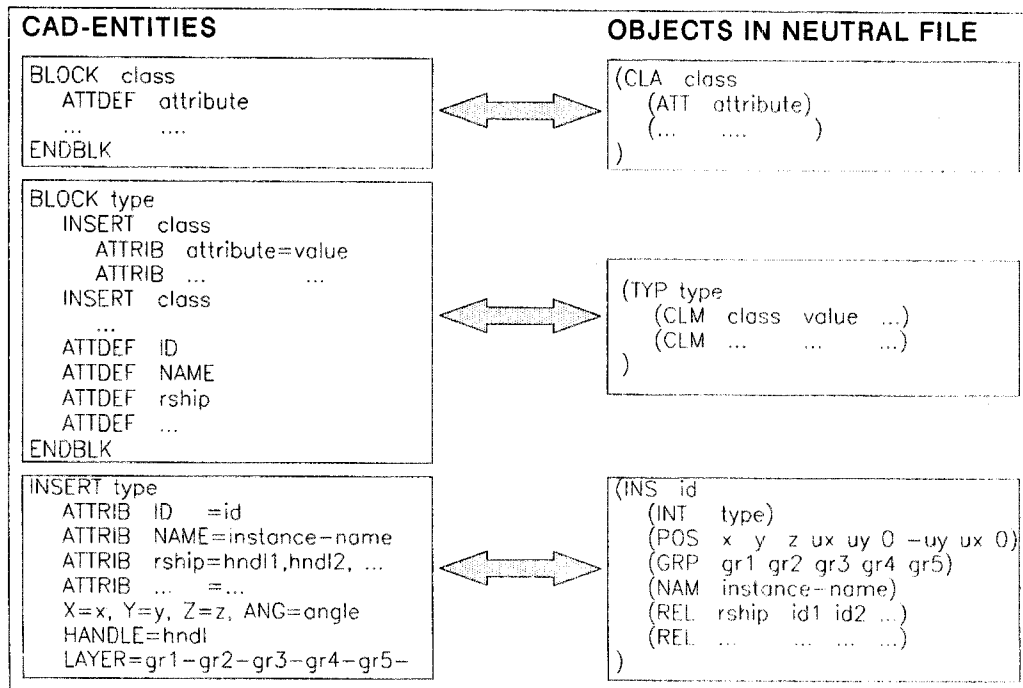 CAD-ENTITIES
BLOCK class
ATTDEF attribute
... ....
ENDBLK
BLOCK type
INSERT class
ATTRIB attribute=value
ATTRIB ... ...
INSERT class
...
ATTDEF ID
ATTDEF NAME
ATTDEF rship
ATTDEF ...
ENDBLK
INSERT type
ATTRIB ID =id
ATTRIB NAME=instance-name
ATTRIB rship=hndl1,hndl2, ...
ATTRIB ... =...
X=x, Y=y, Z=z, ANG=angle
HANDLE=hndl
LAYER=gr1-gr2-gr3-gr4-gr5-
OBJECTS IN NEUTRAL FILE
(CLA class
(ATT attribute)
(... .... )
)
(TYP type
(CLM class value ...)
(CLM ... ... ...)
)
(INS id
(INT type)
(POS x y z ux uy 0 -uy ux 0)
(GRP gr1 gr2 gr3 gr4 gr5)
(NAM instance-name)
(REL rship id1 id2 ...)
(REL ... ... ... ...)
)